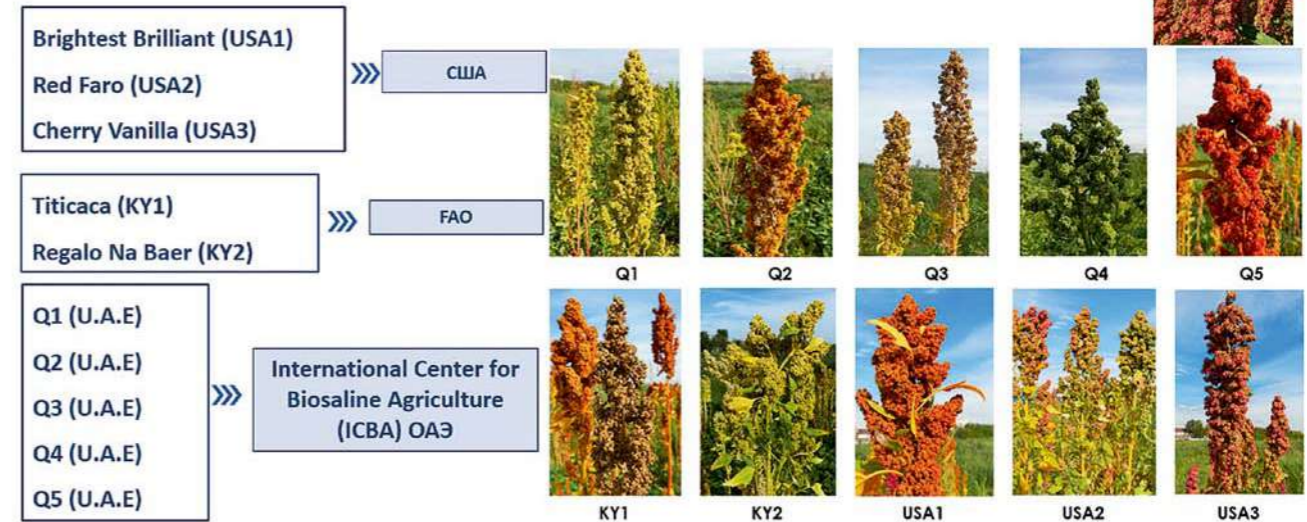 Brightest Brilliant (USA1)
Red Faro (USA2)
Cherry Vanilla (USA3)
США
Titicaca (KY1)
Regalo Na Baer (KY2)
FAO
Q1 (U.A.E)
Q2 (U.A.E)
Q3 (U.A.E)
Q4 (U.A.E)
Q5 (U.A.E)
International Center for
Biosaline Agriculture
(ICBA) ОАЭ
Q1
Q2
Q3
Q4
Q5
KY1
KY2
USA1
USA2
USA3